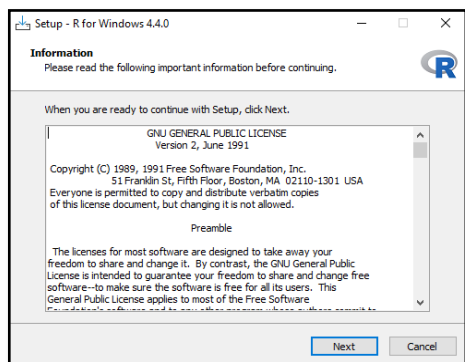 Setup - R for Windows 4.4.0
Information
Please read the following important information before continuing.
R
When you are ready to continue with Setup, click Next.
GNU GENERAL PUBLIC LICENSE
Version 2, June 1991
Copyright (C) 1989, 1991 Free Software Foundation, Inc.
51 Franklin St, Fifth Floor, Boston, MA  02110-1301  USA
Everyone is permitted to copy and distribute verbatim copies
of this license document, but changing it is not allowed.
Preamble
The licenses for most software are designed to take away your
freedom to share and change it.  By contrast, the GNU General Public
License is intended to guarantee your freedom to share and change free
software--to make sure the software is free for all its users.  This
General Public License applies to most of the Free Software
Next
Cancel